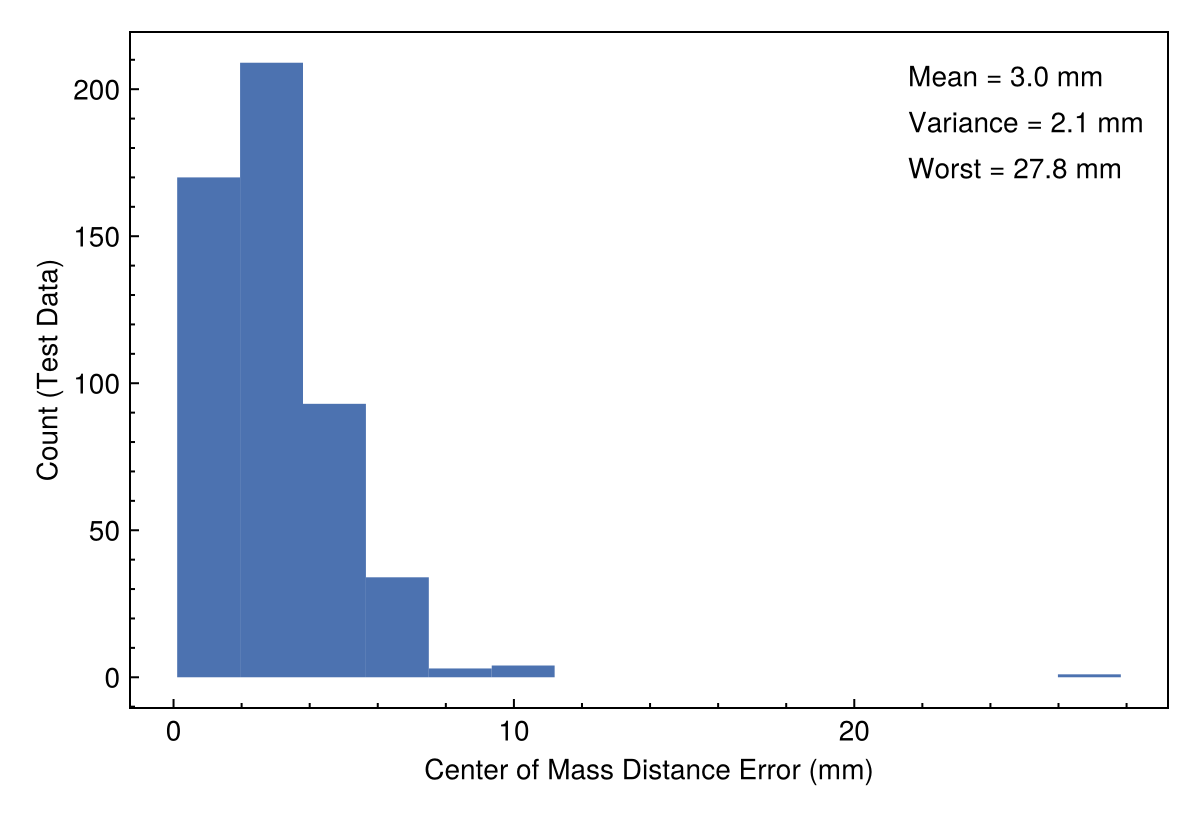 Mean = 3.0 mm
Variance = 2.1 mm
Worst = 27.8 mm
200
150
100
50
0
Count (Test Data)
0 10 20
Center of Mass Distance Error (mm)